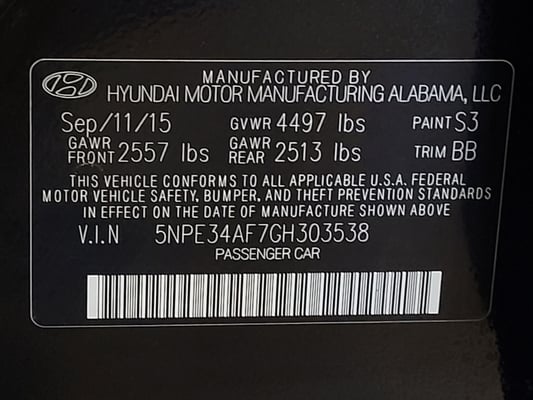 MANUFACTURED BY
HYUNDAI MOTOR MANUFACTURING ALABAMA, LLC
Sep/11/15 GVWR 4497 lbs PAINT S3
GAWR FRONT 2557 lbs GAWR REAR 2513 lbs TRIM BB
THIS VEHICLE CONFORMS TO ALL APPLICABLE U.S.A. FEDERAL
MOTOR VEHICLE SAFETY, BUMPER, AND THEFT PREVENTION STANDARDS
IN EFFECT ON THE DATE OF MANUFACTURE SHOWN ABOVE
V.I.N 5NPE34AF7GH303538
PASSENGER CAR